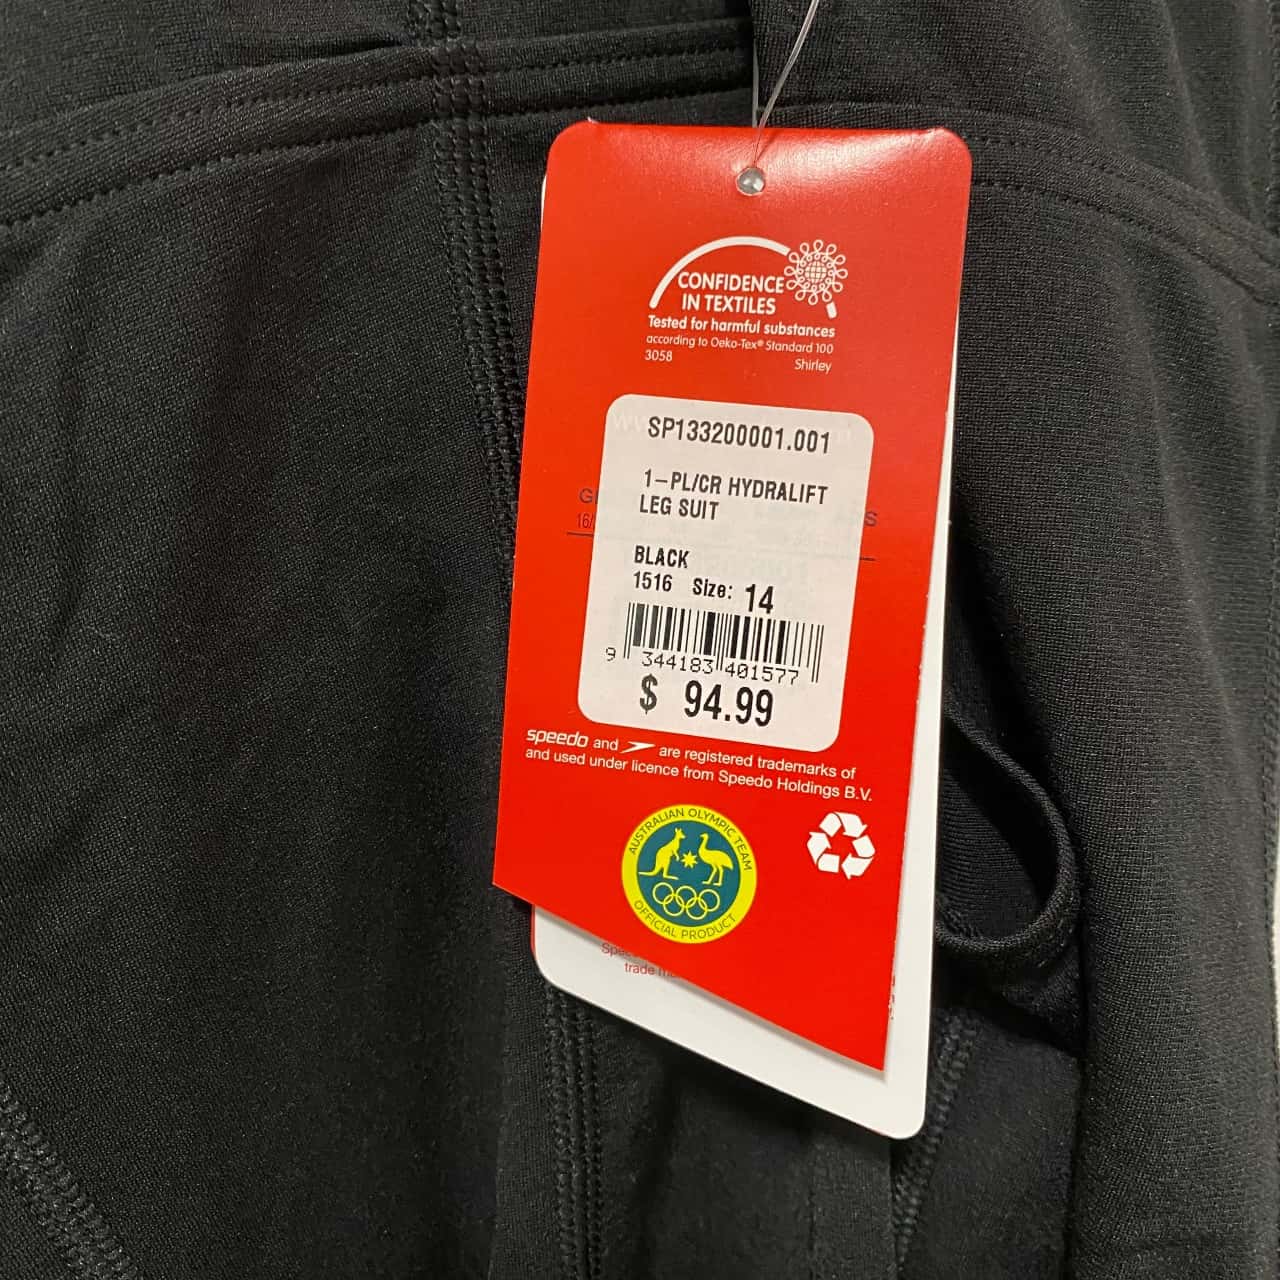 CONFIDENCE
IN TEXTILES
Tested for harmful substances
according to Oeko-Tex® Standard 100
3058 Shirley
SP133200001.001
1-PL/CR HYDRALIFT
LEG SUIT
BLACK
1516 Size: 14
9 344183 401577
$ 94.99
speedo and are registered trademarks of
and used under licence from Speedo Holdings B.V.
AUSTRALIAN OLYMPIC TEAM
OFFICIAL PRODUCT
trade